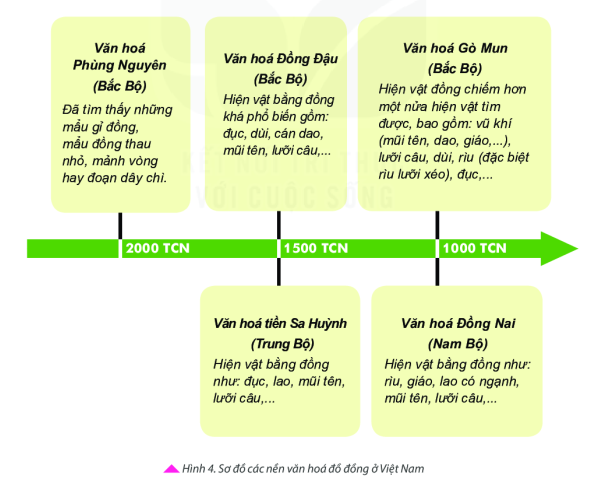 Văn hoá
Phùng Nguyên
(Bắc Bộ)
Đã tìm thấy những
mẩu gỉ đồng,
mẩu đồng thau
nhỏ, mảnh vòng
hay đoạn dây chì.
Văn hoá Đồng Đậu
(Bắc Bộ)
Hiện vật bằng đồng
khá phổ biến gồm:
đục, dùi, cán dao,
mũi tên, lưỡi câu,...
Văn hoá Gò Mun
(Bắc Bộ)
Hiện vật đồng chiếm hơn
một nửa hiện vật tìm
được, bao gồm: vũ khí
(mũi tên, dao, giáo,...),
lưỡi câu, dùi, rìu (đặc biệt
rìu lưỡi xéo), đục,...
KẾT NỐI TRI THỨC
VỚI CUỘC SỐNG
2000 TCN
1500 TCN
1000 TCN
Văn hoá tiền Sa Huỳnh
(Trung Bộ)
Hiện vật bằng đồng
như: đục, lao, mũi tên,
lưỡi câu,...
Văn hoá Đồng Nai
(Nam Bộ)
Hiện vật bằng đồng như:
rìu, giáo, lao có ngạnh,
mũi tên, lưỡi câu,...
Hình 4. Sơ đồ các nền văn hoá đồ đồng ở Việt Nam